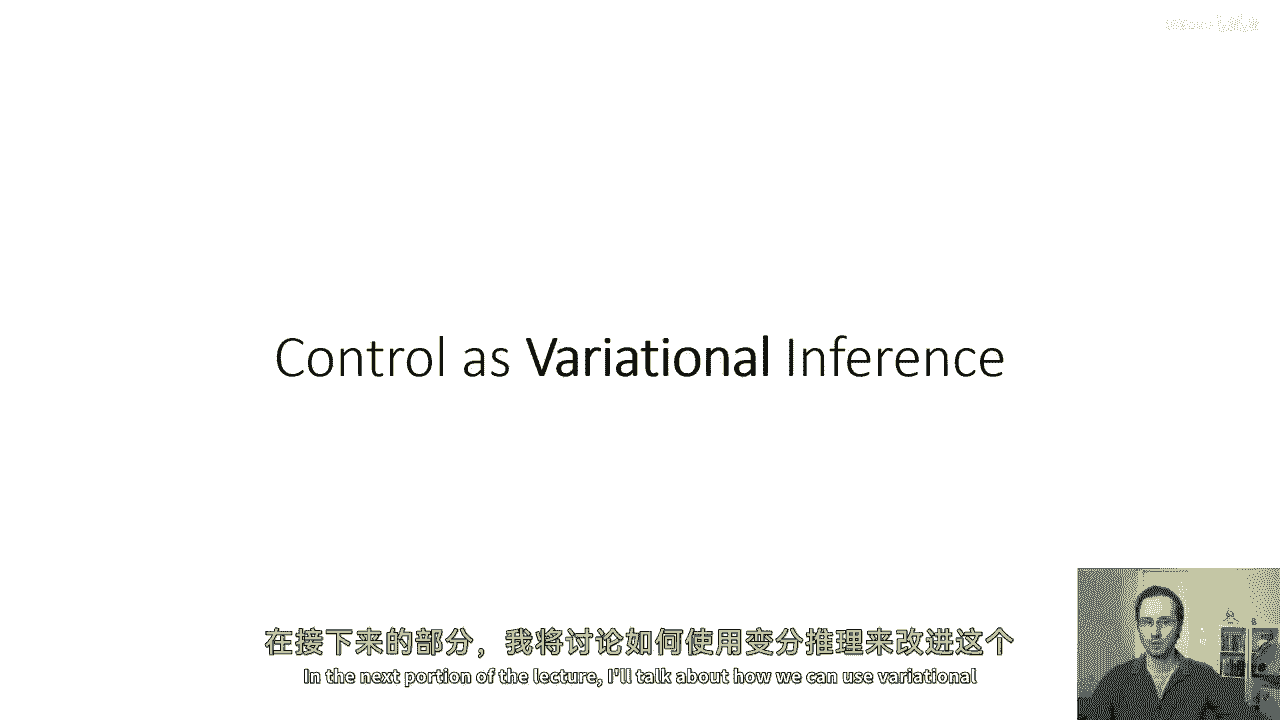 Control as Variational Inference
在接下来的部分，我将讨论如何使用变分推理来改进这个
In the next portion of the lecture, I'll talk about how we can use variational